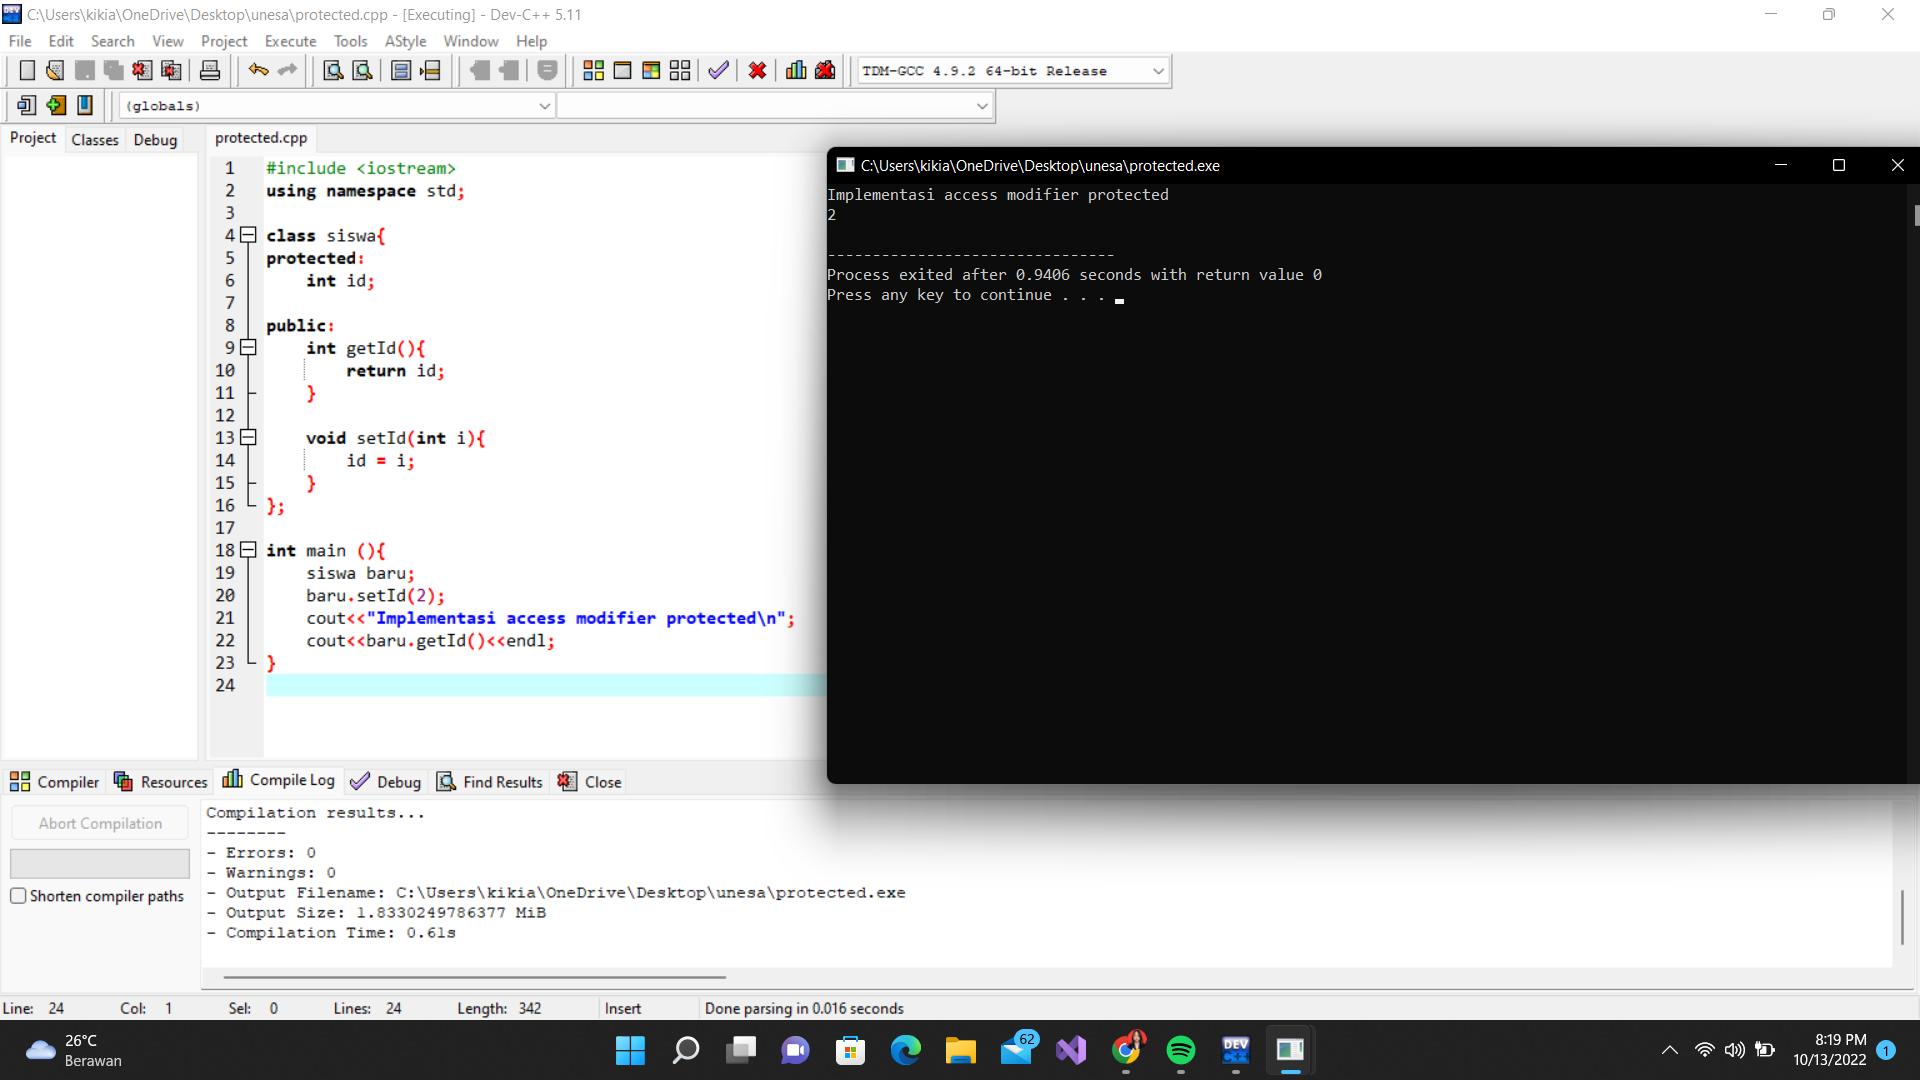 C:\Users\kikia\OneDrive\Desktop\unesa\protected.cpp - [Executing] - Dev-C++ 5.11
File Edit Search View Project Execute Tools AStyle Window Help
TDM-GCC 4.9.2 64-bit Release
(globals)
Project Classes Debug
protected.cpp
1 #include <iostream>
2 using namespace std;
3
4 class siswa{
5 protected:
6     int id;
7
8 public:
9     int getId(){
10         return id;
11     }
12
13     void setId(int i){
14         id = i;
15     }
16 };
17
18 int main (){
19     siswa baru;
20     baru.setId(2);
21     cout<<"Implementasi access modifier protected\n";
22     cout<<baru.getId()<<endl;
23 }
24
C:\Users\kikia\OneDrive\Desktop\unesa\protected.exe
Implementasi access modifier protected
2
--------------------------------
Process exited after 0.9406 seconds with return value 0
Press any key to continue . . .
Compiler Resources Compile Log Debug Find Results Close
Abort Compilation
Shorten compiler paths
Compilation results...
--------
- Errors: 0
- Warnings: 0
- Output Filename: C:\Users\kikia\OneDrive\Desktop\unesa\protected.exe
- Output Size: 1.8330249786377 MiB
- Compilation Time: 0.61s
Line: 24 Col: 1 Sel: 0 Lines: 24 Length: 342 Insert Done parsing in 0.016 seconds
26°C
Berawan
62
DEV
C++
8:19 PM
10/13/2022
1